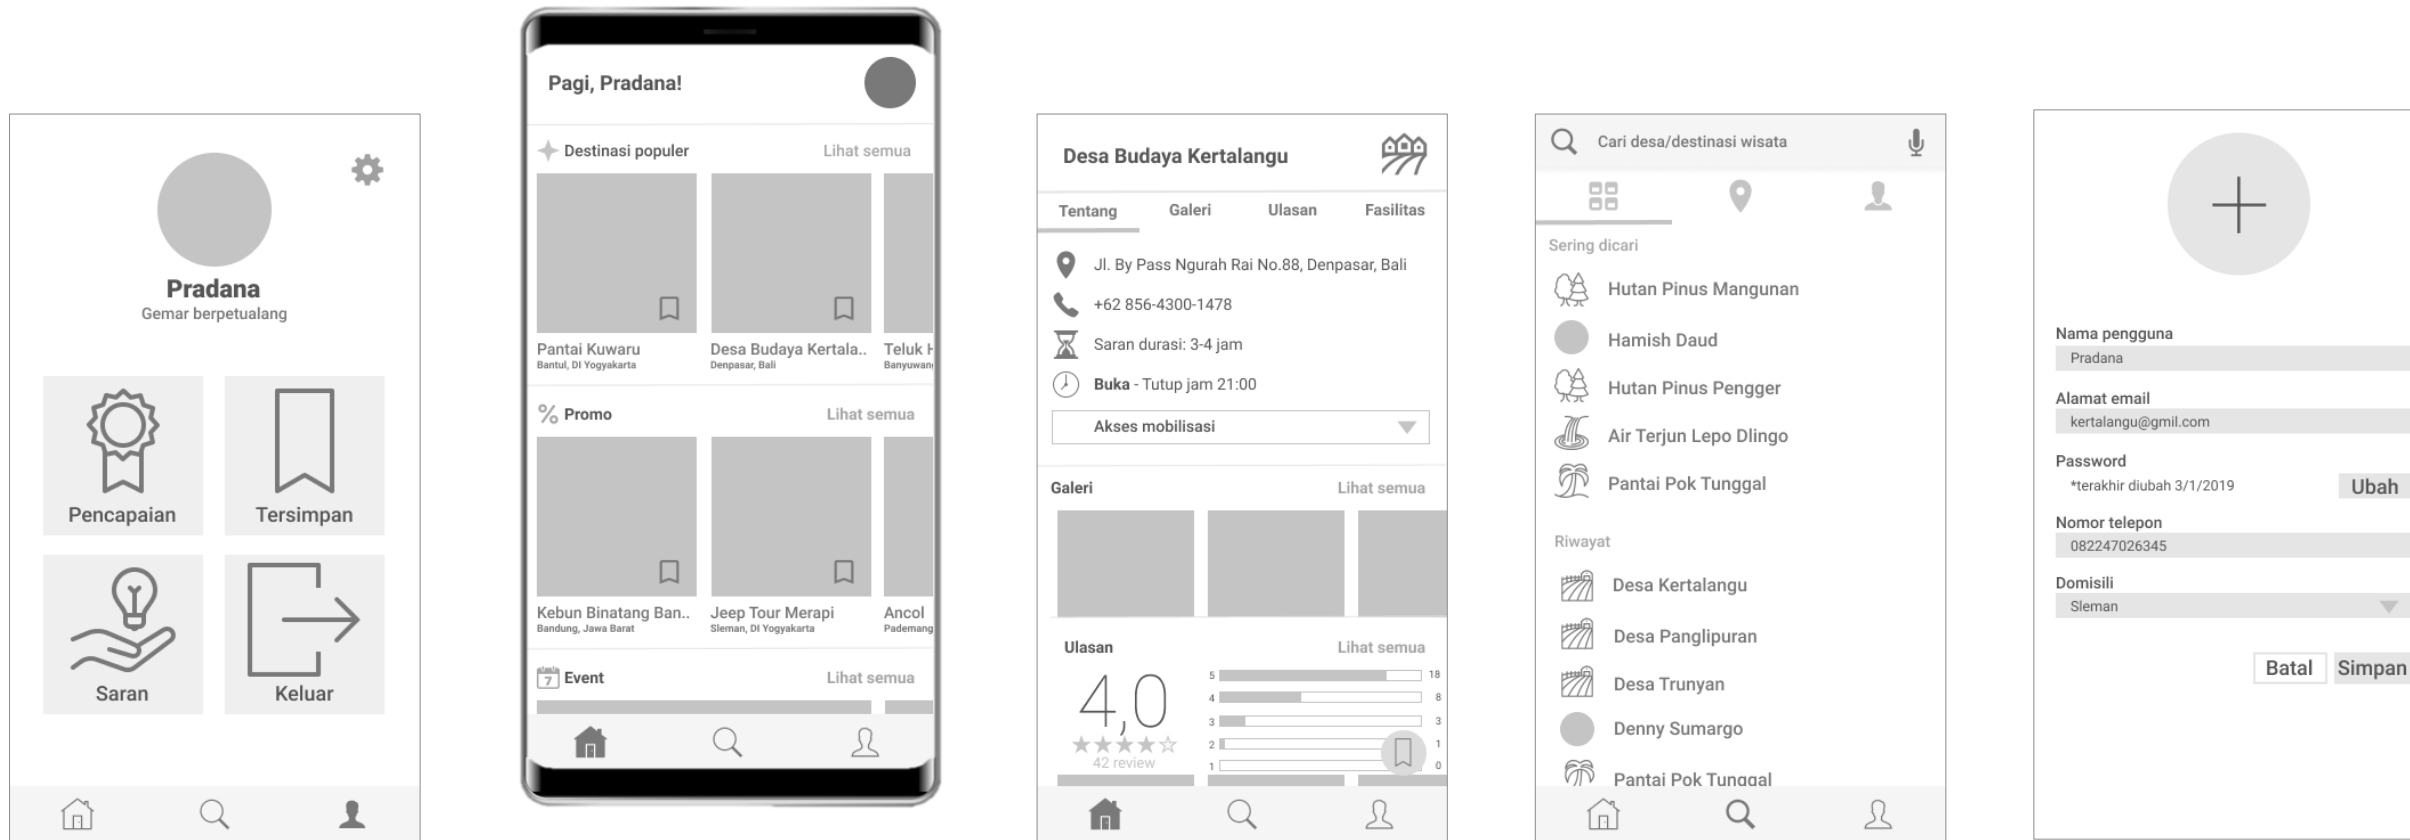 Pradana
Gemar berpetualang
Pencapaian
Tersimpan
Saran
Keluar
Pagi, Pradana!
Destinasi populer
Lihat semua
Pantai Kuwaru
Bantul, DI Yogyakarta
Desa Budaya Kertala..
Denpasar, Bali
Teluk H
Banyuwang
% Promo
Lihat semua
Kebun Binatang Ban..
Bandung, Jawa Barat
Jeep Tour Merapi
Sleman, DI Yogyakarta
Ancol
Pademang
7
Event
Lihat semua
Desa Budaya Kertalangu
Tentang
Galeri
Ulasan
Fasilitas
Jl. By Pass Ngurah Rai No.88, Denpasar, Bali
+62 856-4300-1478
Saran durasi: 3-4 jam
Buka - Tutup jam 21:00
Akses mobilisasi
Galeri
Lihat semua
Ulasan
Lihat semua
4,0
42 review
5 18
4 8
3 3
2 1
1 0
Cari desa/destinasi wisata
Sering dicari
Hutan Pinus Mangunan
Hamish Daud
Hutan Pinus Pengger
Air Terjun Lepo Dlingo
Pantai Pok Tunggal
Riwayat
Desa Kertalangu
Desa Panglipuran
Desa Trunyan
Denny Sumargo
Pantai Pok Tunggal
Nama pengguna
Pradana
Alamat email
kertalangu@gmil.com
Password
*terakhir diubah 3/1/2019
Ubah
Nomor telepon
082247026345
Domisili
Sleman
Batal
Simpan